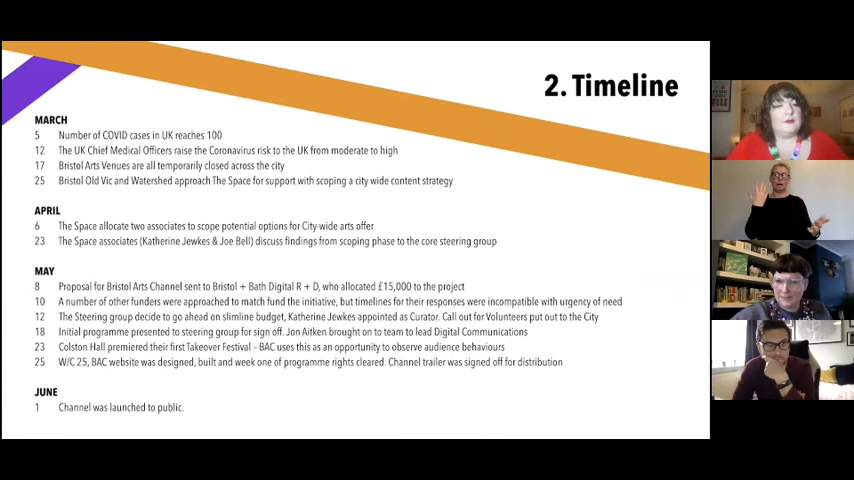 2. Timeline
MARCH
5 Number of COVID cases in UK reaches 100
12 The UK Chief Medical Officers raise the Coronavirus risk to the UK from moderate to high
17 Bristol Arts Venues are all temporarily closed across the city
25 Bristol Old Vic and Watershed approach The Space for support with scoping a city wide content strategy
APRIL
6 The Space allocate two associates to scope potential options for City-wide arts offer
23 The Space associates (Katherine Jewkes & Joe Bell) discuss findings from scoping phase to the core steering group
MAY
8 Proposal for Bristol Arts Channel sent to Bristol + Bath Digital R + D, who allocated £15,000 to the project
10 A number of other funders were approached to match fund the initiative, but timelines for their responses were incompatible with urgency of need
12 The Steering group decide to go ahead on slimline budget, Katherine Jewkes appointed as Curator. Call out for Volunteers put out to the City
18 Initial programme presented to steering group for sign off. Jon Aitken brought on to team to lead Digital Communications
23 Colston Hall premiered their first Takeover Festival – BAC uses this as an opportunity to observe audience behaviours
25 W/C 25, BAC website was designed, built and week one of programme rights cleared. Channel trailer was signed off for distribution
JUNE
1 Channel was launched to public.
WORK